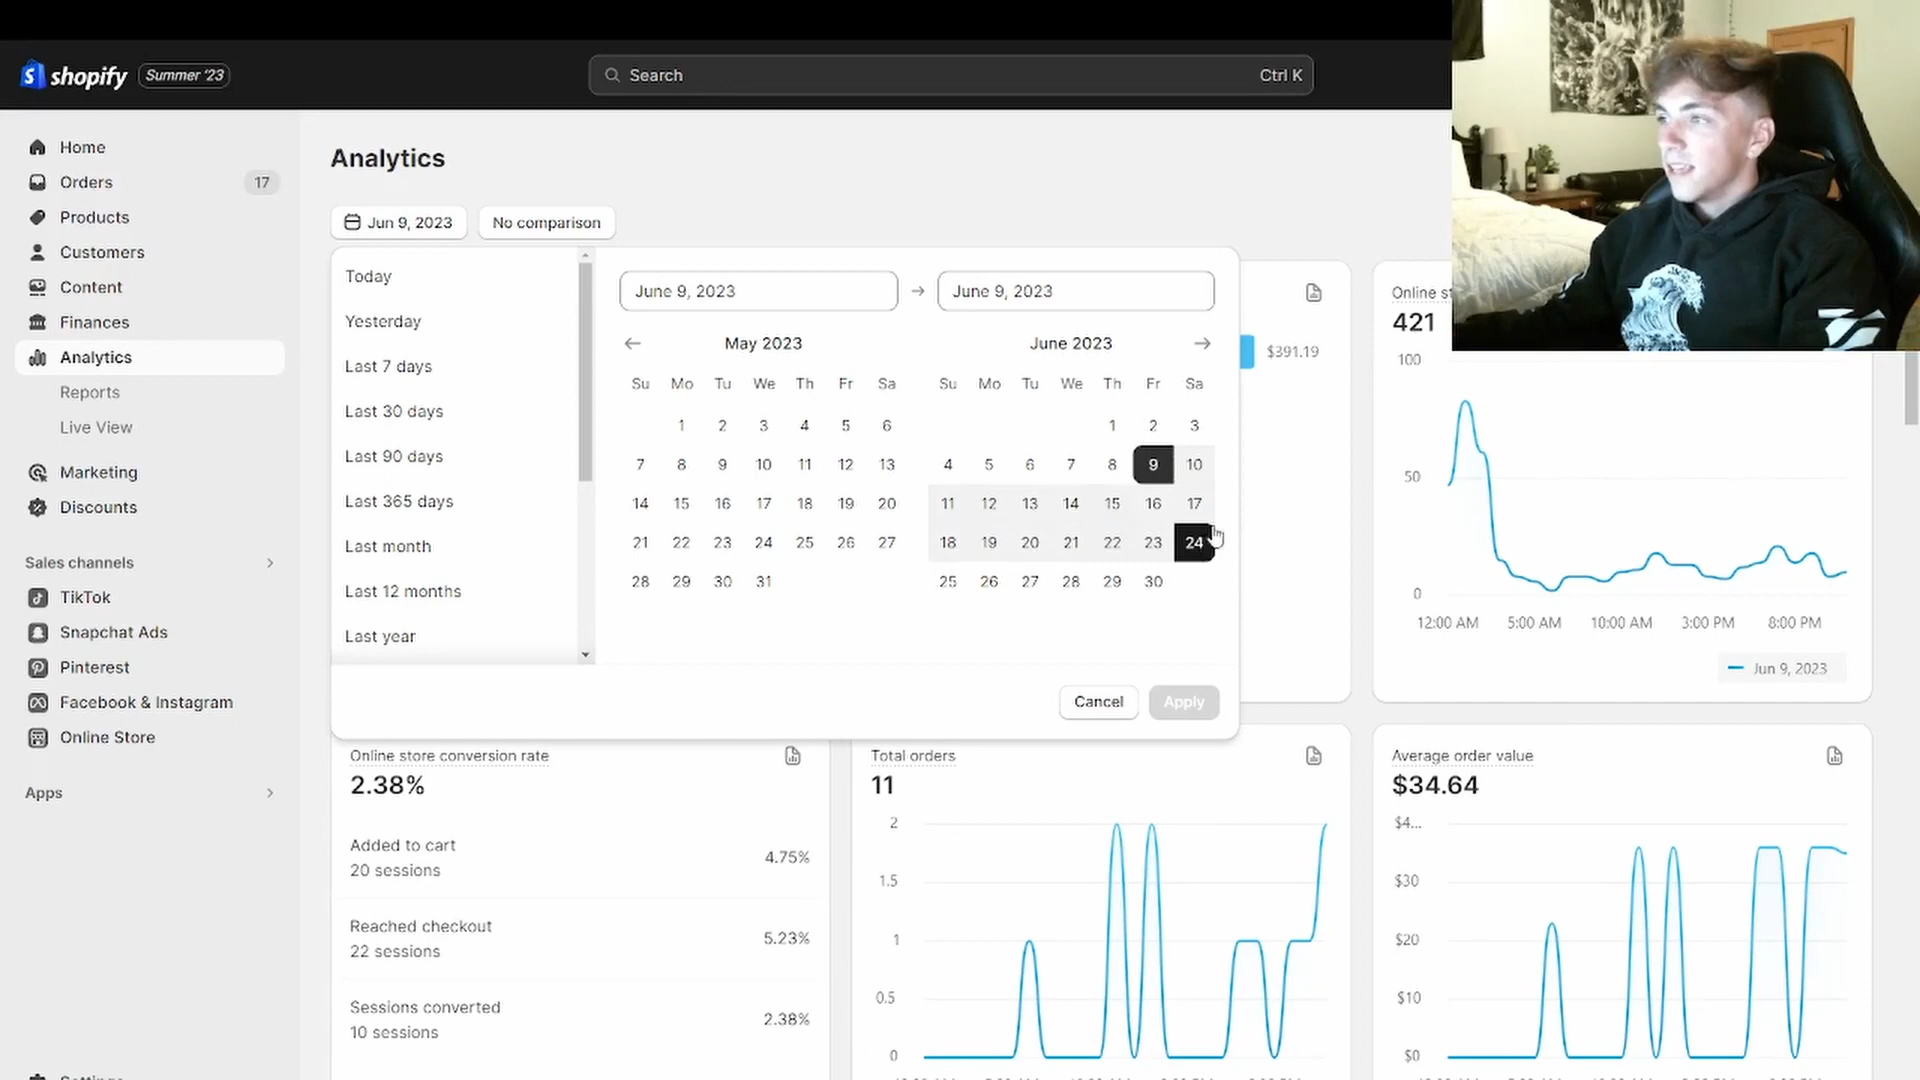 shopify Summer '23
Search Ctrl K
Home
Orders 17
Products
Customers
Content
Finances
Analytics
Reports
Live View
Marketing
Discounts
Sales channels
TikTok
Snapchat Ads
Pinterest
Facebook & Instagram
Online Store
Apps
Analytics
Jun 9, 2023 No comparison
Today
Yesterday
Last 7 days
Last 30 days
Last 90 days
Last 365 days
Last month
Last 12 months
Last year
June 9, 2023 → June 9, 2023
May 2023
Su Mo Tu We Th Fr Sa
1 2 3 4 5 6
7 8 9 10 11 12 13
14 15 16 17 18 19 20
21 22 23 24 25 26 27
28 29 30 31
June 2023
Su Mo Tu We Th Fr Sa
1 2 3
4 5 6 7 8 9 10
11 12 13 14 15 16 17
18 19 20 21 22 23 24
25 26 27 28 29 30
Cancel Apply
$391.19
Online st
421
100
50
0
12:00 AM 5:00 AM 10:00 AM 3:00 PM 8:00 PM
Jun 9, 2023
Online store conversion rate
2.38%
Added to cart
20 sessions
4.75%
Reached checkout
22 sessions
5.23%
Sessions converted
10 sessions
2.38%
Total orders
11
2
1.5
1
0.5
0
Average order value
$34.64
$4...
$30
$20
$10
$0